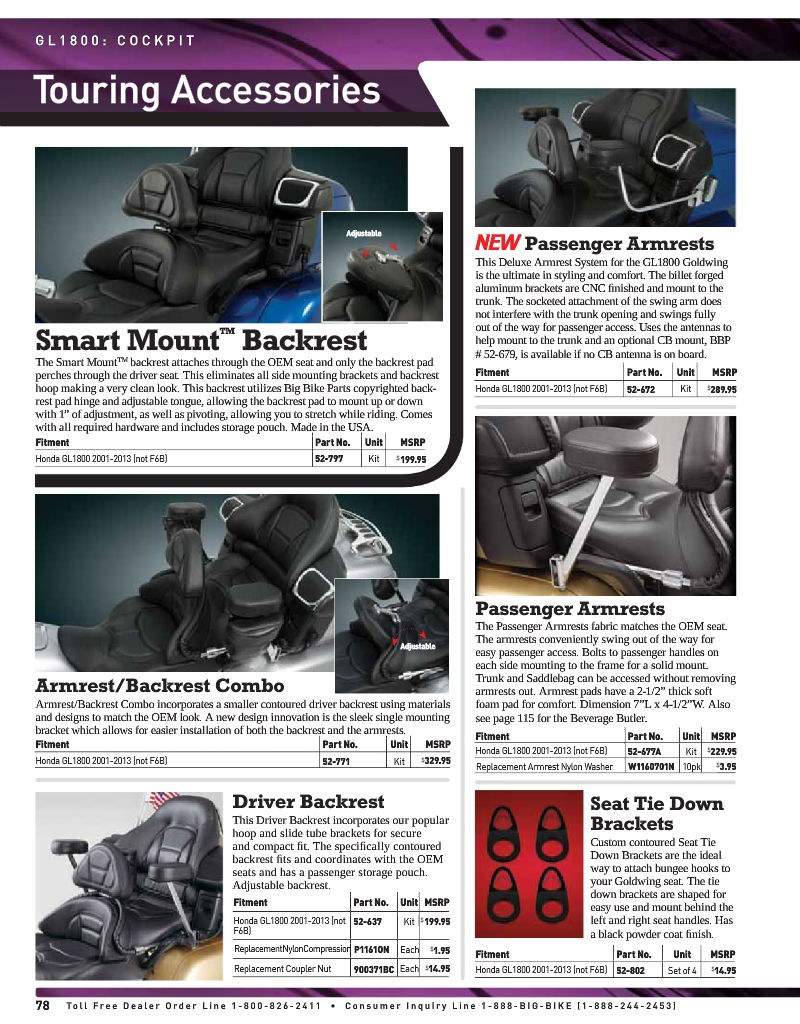 GL1800: COCKPIT
Touring Accessories
Adjustable
Smart Mount™ Backrest
The Smart Mount™ backrest attaches through the OEM seat and only the backrest pad
perches through the driver seat. This eliminates all side mounting brackets and backrest
hoop making a very clean look. This backrest utilizes Big Bike Parts copyrighted back-
rest pad hinge and adjustable tongue, allowing the backrest pad to mount up or down
with 1” of adjustment, as well as pivoting, allowing you to stretch while riding. Comes
with all required hardware and includes storage pouch. Made in the USA.
Fitment Part No. Unit MSRP
Honda GL1800 2001-2013 (not F6B) 52-797 Kit $199.95
Adjustable
Armrest/Backrest Combo
Armrest/Backrest Combo incorporates a smaller contoured driver backrest using materials
and designs to match the OEM look. A new design innovation is the sleek single mounting
bracket which allows for easier installation of both the backrest and the armrests.
Fitment Part No. Unit MSRP
Honda GL1800 2001-2013 (not F6B) 52-771 Kit $329.95
Driver Backrest
This Driver Backrest incorporates our popular
hoop and slide tube brackets for secure
and compact fit. The specifically contoured
backrest fits and coordinates with the OEM
seats and has a passenger storage pouch.
Adjustable backrest.
Fitment Part No. Unit MSRP
Honda GL1800 2001-2013 (not
F6B) 52-637 Kit $199.95
ReplacementNylonCompression P11610N Each $1.95
Replacement Coupler Nut 900371BC Each $14.95
NEW Passenger Armrests
This Deluxe Armrest System for the GL1800 Goldwing
is the ultimate in styling and comfort. The billet forged
aluminum brackets are CNC finished and mount to the
trunk. The socketed attachment of the swing arm does
not interfere with the trunk opening and swings fully
out of the way for passenger access. Uses the antennas to
help mount to the trunk and an optional CB mount, BBP
# 52-679, is available if no CB antenna is on board.
Fitment Part No. Unit MSRP
Honda GL1800 2001-2013 (not F6B) 52-672 Kit $289.95
Passenger Armrests
The Passenger Armrests fabric matches the OEM seat.
The armrests conveniently swing out of the way for
easy passenger access. Bolts to passenger handles on
each side mounting to the frame for a solid mount.
Trunk and Saddlebag can be accessed without removing
armrests out. Armrest pads have a 2-1/2” thick soft
foam pad for comfort. Dimension 7”L x 4-1/2”W. Also
see page 115 for the Beverage Butler.
Fitment Part No. Unit MSRP
Honda GL1800 2001-2013 (not F6B) 52-677A Kit $229.95
Replacement Armrest Nylon Washer W1160701N 10pk $3.95
Seat Tie Down
Brackets
Custom contoured Seat Tie
Down Brackets are the ideal
way to attach bungee hooks to
your Goldwing seat. The tie
down brackets are shaped for
easy use and mount behind the
left and right seat handles. Has
a black powder coat finish.
Fitment Part No. Unit MSRP
Honda GL1800 2001-2013 (not F6B) 52-802 Set of 4 $14.95
78 Toll Free Dealer Order Line 1-800-826-2411 • Consumer Inquiry Line 1-888-BIG-BIKE (1-888-244-2453)